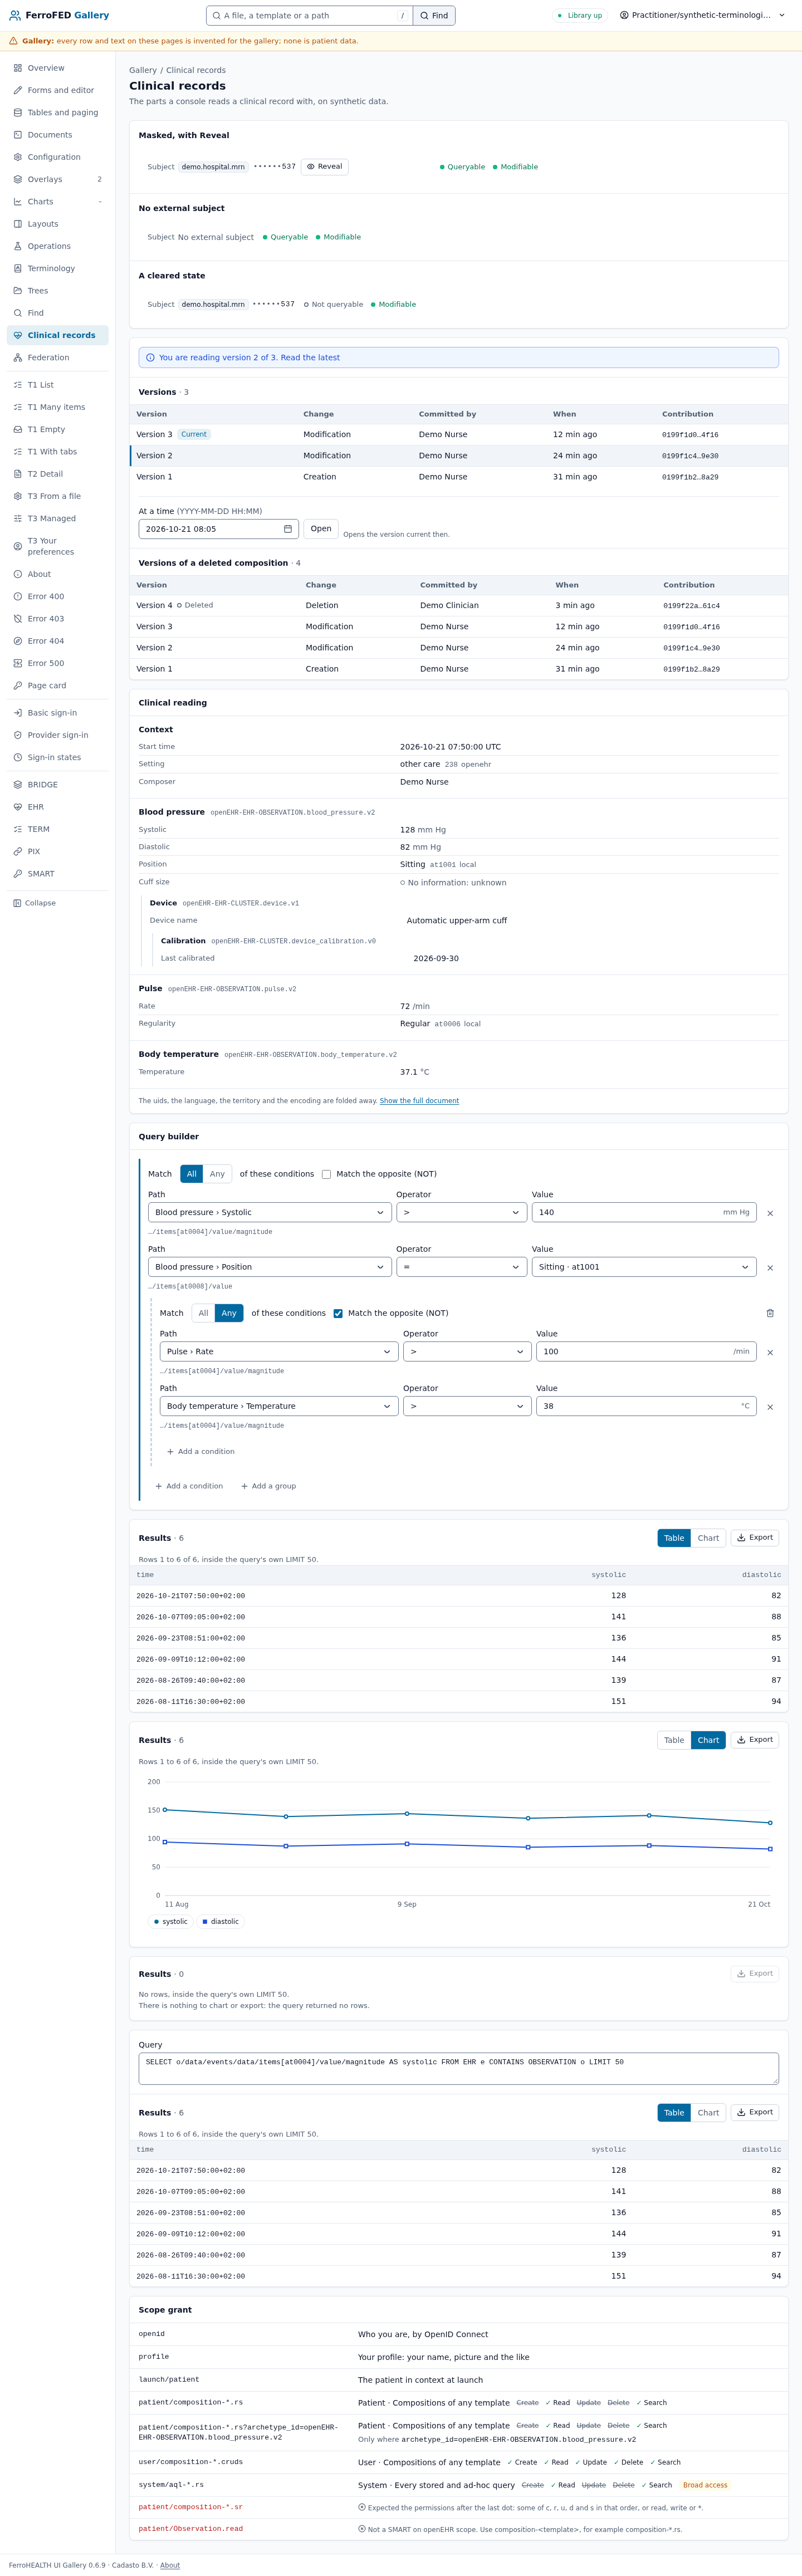 FerroFED Gallery
A file, a template or a path
/
Find
Library up
Practitioner/synthetic-terminologi…
Gallery: every row and text on these pages is invented for the gallery; none is patient data.
Overview
Forms and editor
Tables and paging
Documents
Configuration
Overlays 2
Charts –
Layouts
Operations
Terminology
Trees
Find
Clinical records
Federation
T1 List
T1 Many items
T1 Empty
T1 With tabs
T2 Detail
T3 From a file
T3 Managed
T3 Your
preferences
About
Error 400
Error 403
Error 404
Error 500
Page card
Basic sign-in
Provider sign-in
Sign-in states
BRIDGE
EHR
TERM
PIX
SMART
Collapse
Gallery / Clinical records
Clinical records
The parts a console reads a clinical record with, on synthetic data.
Masked, with Reveal
Subject demo.hospital.mrn ••••••537 Reveal Queryable Modifiable
No external subject
Subject No external subject Queryable Modifiable
A cleared state
Subject demo.hospital.mrn ••••••537 Not queryable Modifiable
You are reading version 2 of 3. Read the latest
Versions · 3
Version Change Committed by When Contribution
Version 3 Current Modification Demo Nurse 12 min ago 0199f1d0…4f16
Version 2 Modification Demo Nurse 24 min ago 0199f1c4…9e30
Version 1 Creation Demo Nurse 31 min ago 0199f1b2…8a29
At a time (YYYY-MM-DD HH:MM)
2026-10-21 08:05 Open Opens the version current then.
Versions of a deleted composition · 4
Version Change Committed by When Contribution
Version 4 Deleted Deletion Demo Clinician 3 min ago 0199f22a…61c4
Version 3 Modification Demo Nurse 12 min ago 0199f1d0…4f16
Version 2 Modification Demo Nurse 24 min ago 0199f1c4…9e30
Version 1 Creation Demo Nurse 31 min ago 0199f1b2…8a29
Clinical reading
Context
Start time 2026-10-21 07:50:00 UTC
Setting other care 238 openehr
Composer Demo Nurse
Blood pressure openEHR-EHR-OBSERVATION.blood_pressure.v2
Systolic 128 mm Hg
Diastolic 82 mm Hg
Position Sitting at1001 local
Cuff size No information: unknown
Device openEHR-EHR-CLUSTER.device.v1
Device name Automatic upper-arm cuff
Calibration openEHR-EHR-CLUSTER.device_calibration.v0
Last calibrated 2026-09-30
Pulse openEHR-EHR-OBSERVATION.pulse.v2
Rate 72 /min
Regularity Regular at0006 local
Body temperature openEHR-EHR-OBSERVATION.body_temperature.v2
Temperature 37.1 °C
The uids, the language, the territory and the encoding are folded away. Show the full document
Query builder
Match All Any of these conditions Match the opposite (NOT)
Path Operator Value
Blood pressure › Systolic > 140 mm Hg
…/items[at0004]/value/magnitude
Path Operator Value
Blood pressure › Position = Sitting · at1001
…/items[at0008]/value
Match All Any of these conditions Match the opposite (NOT)
Path Operator Value
Pulse › Rate > 100 /min
…/items[at0004]/value/magnitude
Path Operator Value
Body temperature › Temperature > 38 °C
…/items[at0004]/value/magnitude
Add a condition
Add a condition Add a group
Results · 6 Table Chart Export
Rows 1 to 6 of 6, inside the query's own LIMIT 50.
time systolic diastolic
2026-10-21T07:50:00+02:00 128 82
2026-10-07T09:05:00+02:00 141 88
2026-09-23T08:51:00+02:00 136 85
2026-09-09T10:12:00+02:00 144 91
2026-08-26T09:40:00+02:00 139 87
2026-08-11T16:30:00+02:00 151 94
Results · 6 Table Chart Export
Rows 1 to 6 of 6, inside the query's own LIMIT 50.
200
150
100
50
0
11 Aug 9 Sep 21 Oct
systolic diastolic
Results · 0 Export
No rows, inside the query's own LIMIT 50.
There is nothing to chart or export: the query returned no rows.
Query
SELECT o/data/events/data/items[at0004]/value/magnitude AS systolic FROM EHR e CONTAINS OBSERVATION o LIMIT 50
Results · 6 Table Chart Export
Rows 1 to 6 of 6, inside the query's own LIMIT 50.
time systolic diastolic
2026-10-21T07:50:00+02:00 128 82
2026-10-07T09:05:00+02:00 141 88
2026-09-23T08:51:00+02:00 136 85
2026-09-09T10:12:00+02:00 144 91
2026-08-26T09:40:00+02:00 139 87
2026-08-11T16:30:00+02:00 151 94
Scope grant
openid Who you are, by OpenID Connect
profile Your profile: your name, picture and the like
launch/patient The patient in context at launch
patient/composition-*.rs Patient · Compositions of any template Create ✓ Read Update Delete ✓ Search
patient/composition-*.rs?archetype_id=openEHR-
EHR-OBSERVATION.blood_pressure.v2
Patient · Compositions of any template Create ✓ Read Update Delete ✓ Search
Only where archetype_id=openEHR-EHR-OBSERVATION.blood_pressure.v2
user/composition-*.cruds User · Compositions of any template ✓ Create ✓ Read ✓ Update ✓ Delete ✓ Search
system/aql-*.rs System · Every stored and ad-hoc query Create ✓ Read Update Delete ✓ Search Broad access
patient/composition-*.sr Expected the permissions after the last dot: some of c, r, u, d and s in that order, or read, write or *.
patient/Observation.read Not a SMART on openEHR scope. Use composition-<template>, for example composition-*.rs.
FerroHEALTH UI Gallery 0.6.9 · Cadasto B.V. · About